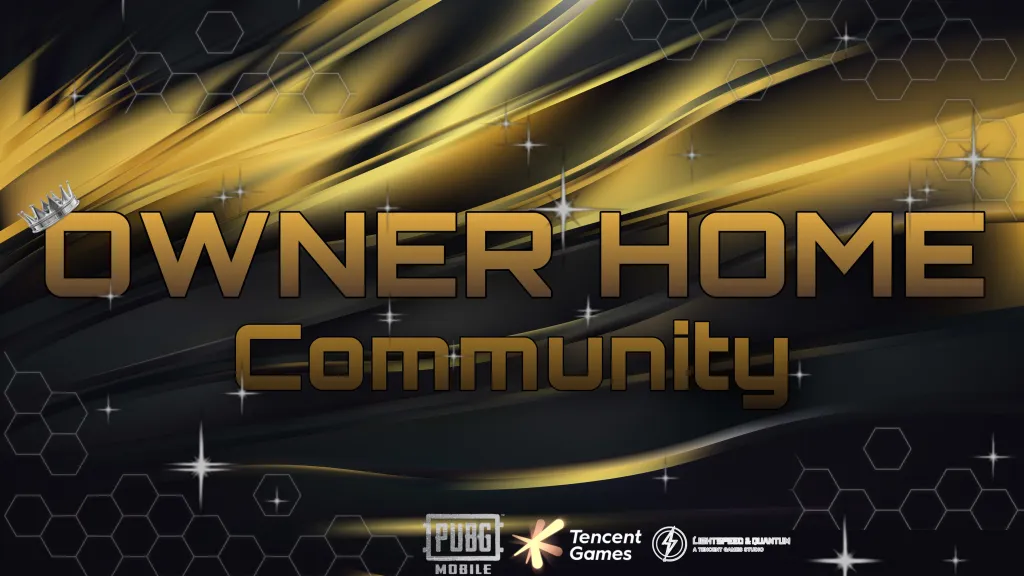 OWNER HOME
Community
PUBG
MOBILE
Tencent
Games
LIGHTSPEED & QUANTUM
A TENCENT GAMES STUDIO